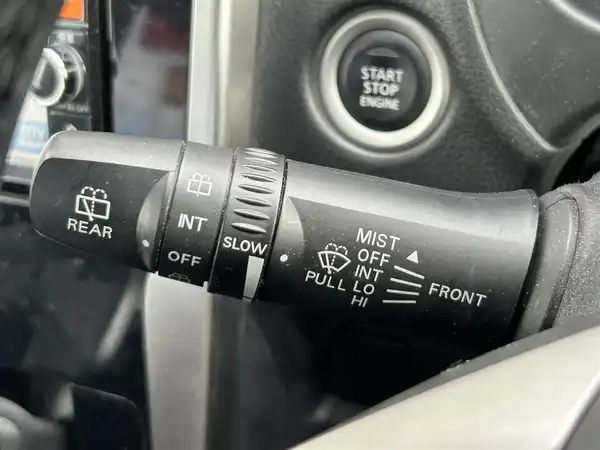 START
STOP
ENGINE
REAR
INT
OFF
SLOW
MIST
OFF
INT
PULL LO
HI
FRONT